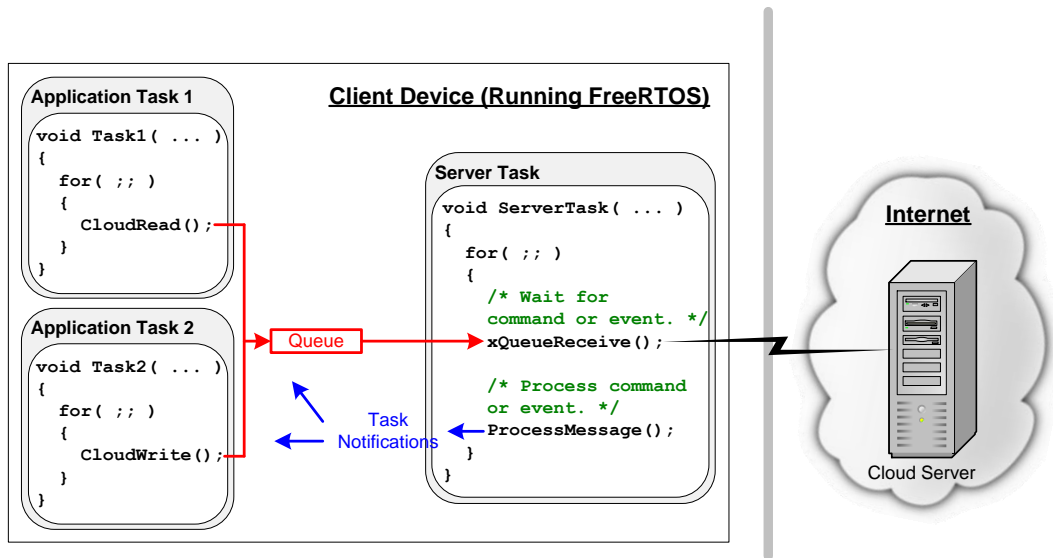 Client Device (Running FreeRTOS)
Application Task 1
void Task1( ... )
{
for( ;; )
{
CloudRead();
}
}
Application Task 2
void Task2( ... )
{
for( ;; )
{
CloudWrite();
}
}
Queue
Task
Notifications
Server Task
void ServerTask( ... )
{
for( ;; )
{
/* Wait for
command or event. */
xQueueReceive();
/* Process command
or event. */
ProcessMessage();
}
}
Internet
Cloud Server